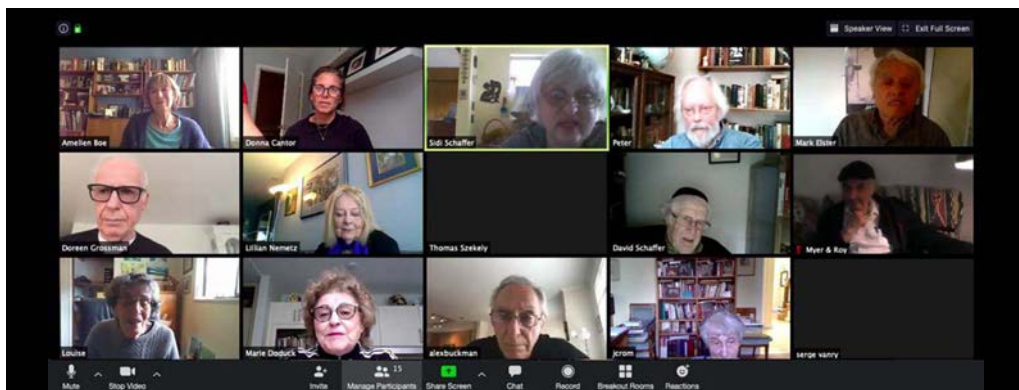 Speaker View Exit Full Screen
Amelien Boe Donna Cantor Sidi Schaffer Peter Mark Elster
Doreen Grossman Lillian Nemetz Thomas Szekely David Schaffer Myer & Roy
Louise Marie Doduck alexbuckman jcrom serge vanry
15
Mute Stop Video Invite Manage Participants Share Screen Chat Record Breakout Rooms Reactions